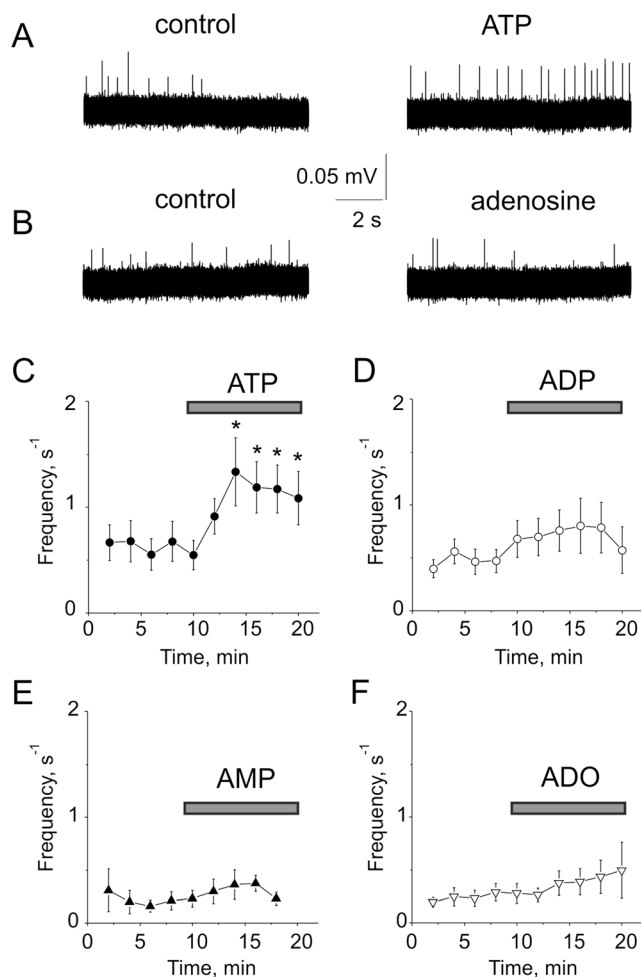 A control ATP
0.05 mV
2 s
B control adenosine
C ATP
2
1
0
Frequency, s-1
* * * *
0 5 10 15 20
Time, min
D ADP
2
1
0
Frequency, s-1
0 5 10 15 20
Time, min
E AMP
2
1
0
Frequency, s-1
0 5 10 15 20
Time, min
F ADO
2
1
0
Frequency, s-1
0 5 10 15 20
Time, min